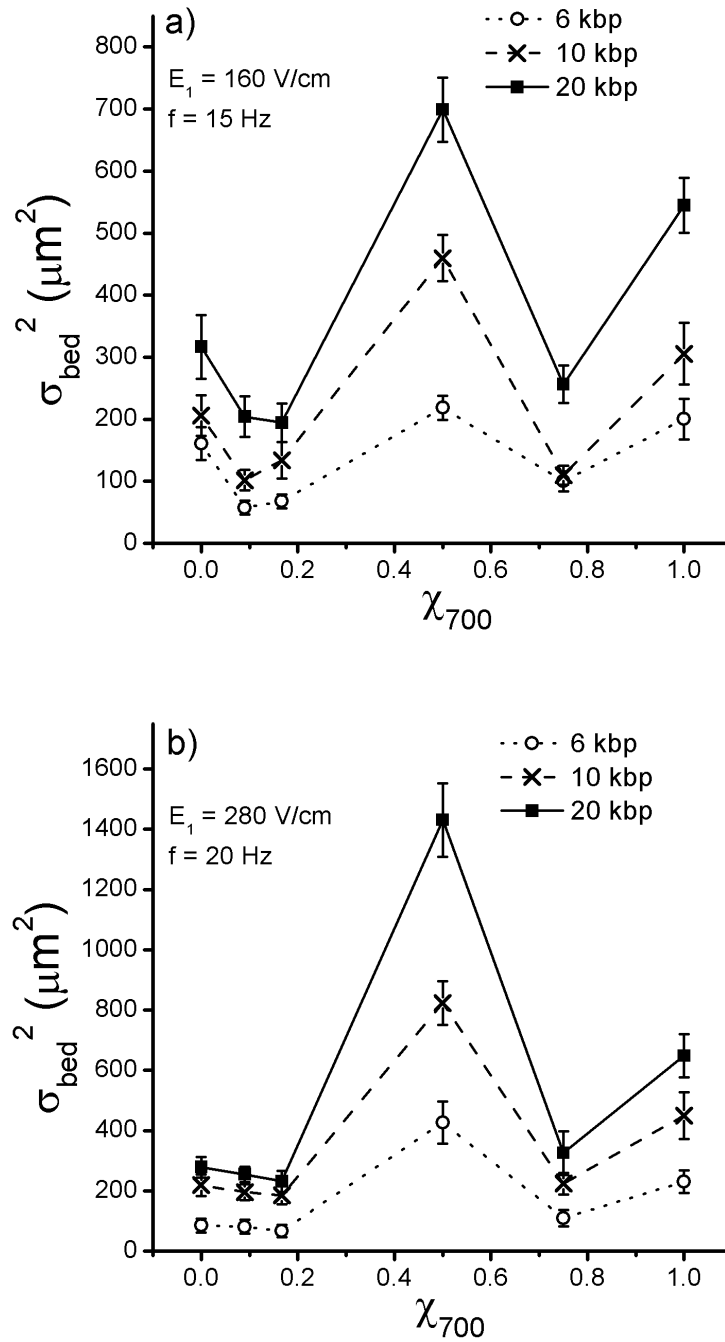 a)
6 kbp
10 kbp
20 kbp
E₁ = 160 V/cm
f = 15 Hz
σ_bed² (μm²)
800
700
600
500
400
300
200
100
0
0.0 0.2 0.4 0.6 0.8 1.0
χ₇₀₀
b)
6 kbp
10 kbp
20 kbp
E₁ = 280 V/cm
f = 20 Hz
σ_bed² (μm²)
1600
1400
1200
1000
800
600
400
200
0
0.0 0.2 0.4 0.6 0.8 1.0
χ₇₀₀